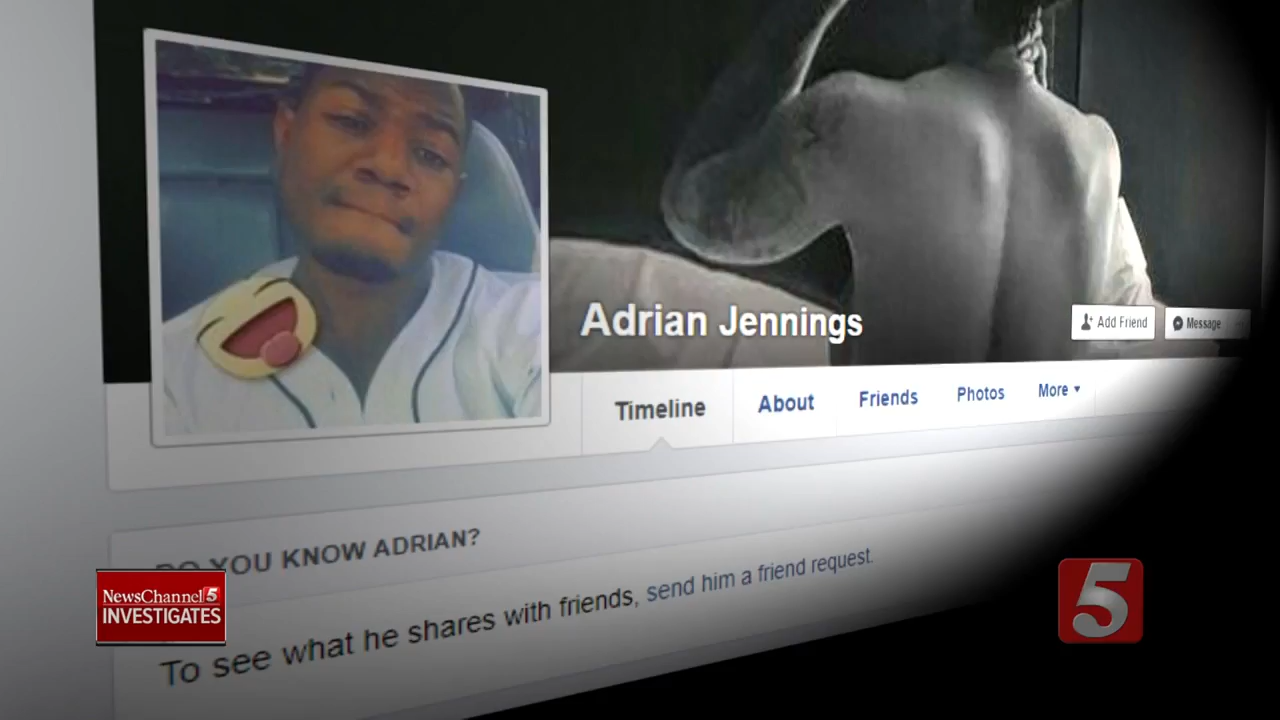 Adrian Jennings
Add Friend
Message
Timeline
About
Friends
Photos
More
DO YOU KNOW ADRIAN?
To see what he shares with friends, send him a friend request.
NewsChannel 5
INVESTIGATES
5